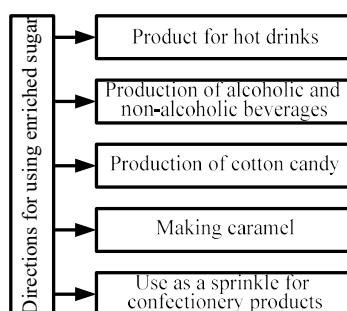 Directions for using enriched sugar
Product for hot drinks
Production of alcoholic and
non-alcoholic beverages
Production of cotton candy
Making caramel
Use as a sprinkle for
confectionery products